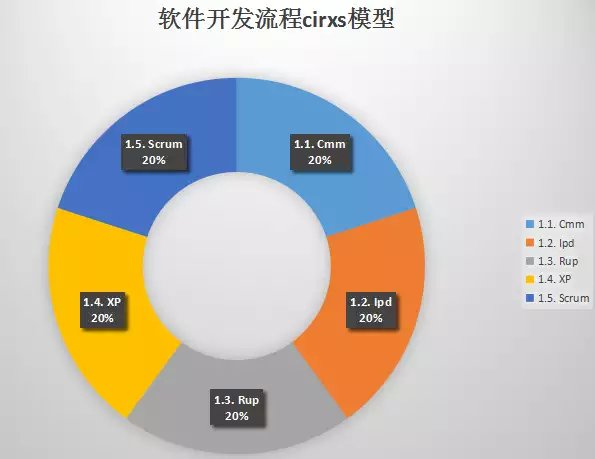 软件开发流程cirxs模型
1.5. Scrum
20%
1.1. Cmm
20%
1.4. XP
20%
1.2. Ipd
20%
1.3. Rup
20%
1.1. Cmm
1.2. Ipd
1.3. Rup
1.4. XP
1.5. Scrum